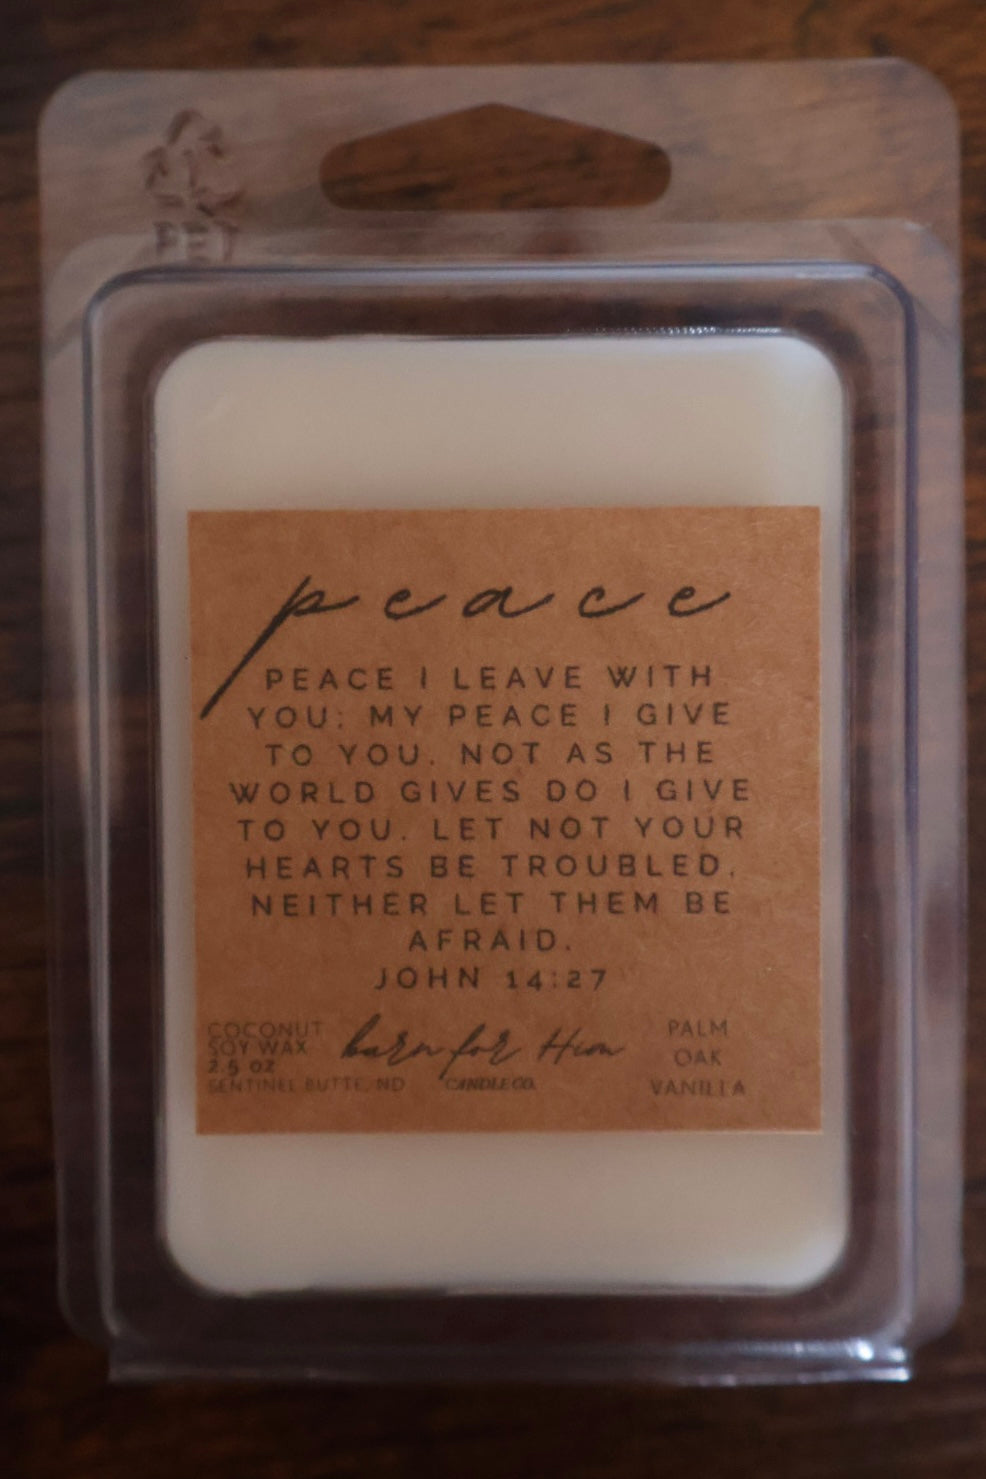 PET
peace
PEACE I LEAVE WITH
YOU; MY PEACE I GIVE
TO YOU. NOT AS THE
WORLD GIVES DO I GIVE
TO YOU. LET NOT YOUR
HEARTS BE TROUBLED,
NEITHER LET THEM BE
AFRAID.
JOHN 14:27
COCONUT
SOY WAX
2.5 oz
SENTINEL BUTTE, ND
burn for Him
CANDLE CO.
PALM
OAK
VANILLA